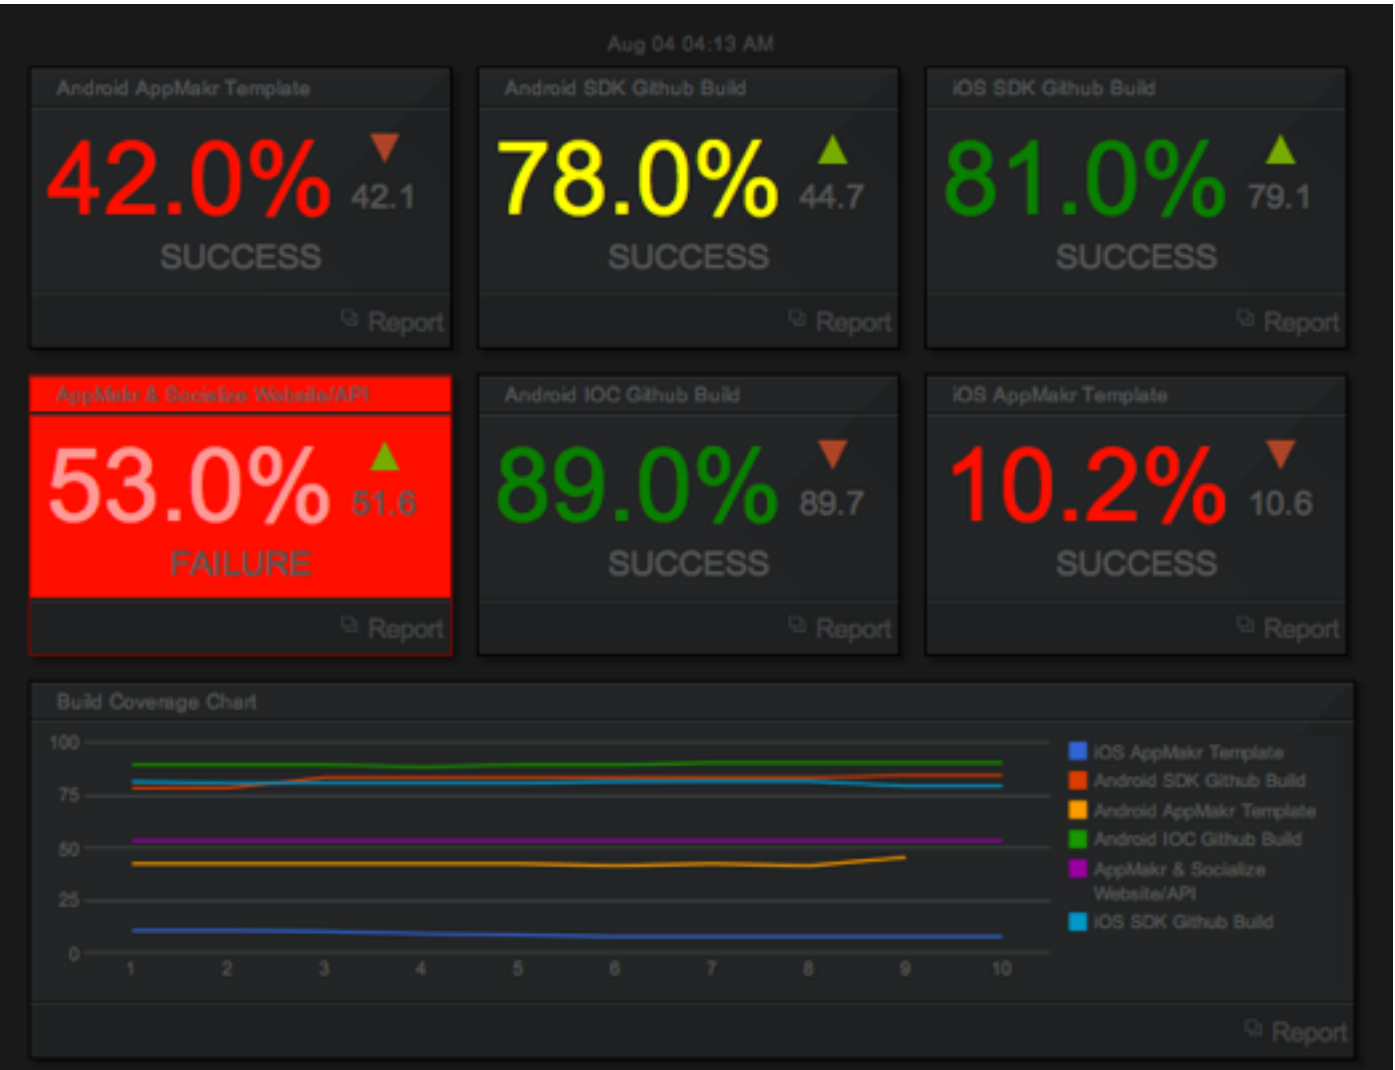 Aug 04 04:13 AM
Android AppMakr Template
42.0%
42.1
SUCCESS
Report
Android SDK Github Build
78.0%
44.7
SUCCESS
Report
iOS SDK Github Build
81.0%
79.1
SUCCESS
Report
AppMakr & Socialize Website/API
53.0%
51.6
FAILURE
Report
Android IOC Github Build
89.0%
89.7
SUCCESS
Report
iOS AppMakr Template
10.2%
10.6
SUCCESS
Report
Build Coverage Chart
100
75
50
25
0
1 2 3 4 5 6 7 8 9 10
iOS AppMakr Template
Android SDK Github Build
Android AppMakr Template
Android IOC Github Build
AppMakr & Socialize
Website/API
iOS SDK Github Build
Report